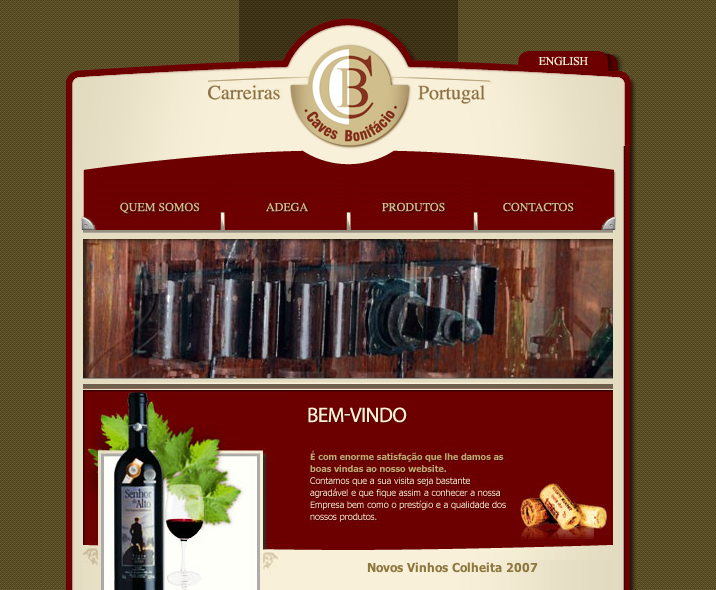 ENGLISH
Carreiras
CB
Portugal
Caves Bonifácio
QUEM SOMOS
ADEGA
PRODUTOS
CONTACTOS
BEM-VINDO
É com enorme satisfação que lhe damos as
boas vindas ao nosso website.
Contamos que a sua visita seja bastante
agradável e que fique assim a conhecer a nossa
Empresa bem como o prestígio e a qualidade dos
nossos produtos.
Senhor
do Alto
Novos Vinhos Colheita 2007